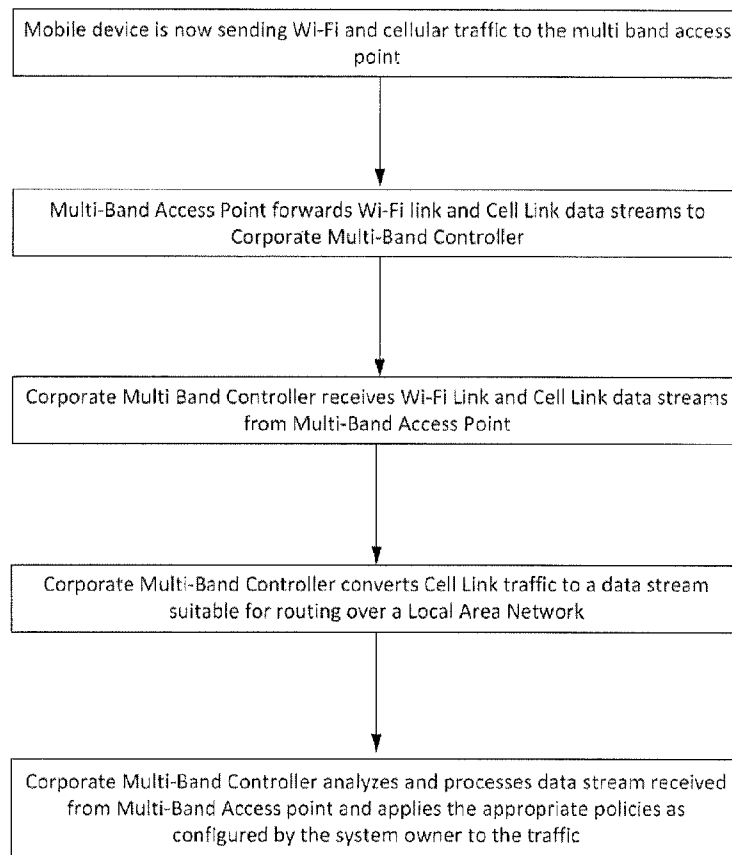 Mobile device is now sending Wi-Fi and cellular traffic to the multi band access
point
Multi-Band Access Point forwards Wi-Fi link and Cell Link data streams to
Corporate Multi-Band Controller
Corporate Multi Band Controller receives Wi-Fi Link and Cell Link data streams
from Multi-Band Access Point
Corporate Multi-Band Controller converts Cell Link traffic to a data stream
suitable for routing over a Local Area Network
Corporate Multi-Band Controller analyzes and processes data stream received
from Multi-Band Access point and applies the appropriate policies as
configured by the system owner to the traffic